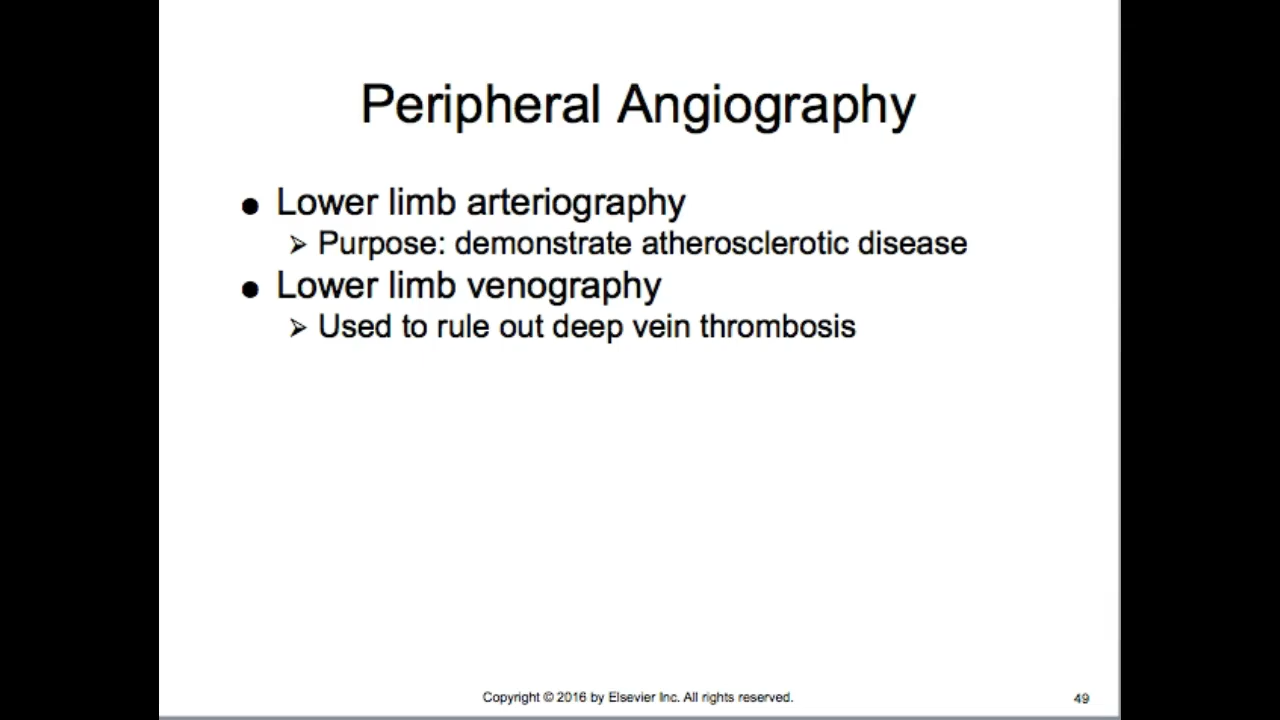 Peripheral Angiography
● Lower limb arteriography
➢ Purpose: demonstrate atherosclerotic disease
● Lower limb venography
➢ Used to rule out deep vein thrombosis
Copyright © 2016 by Elsevier Inc. All rights reserved.
49